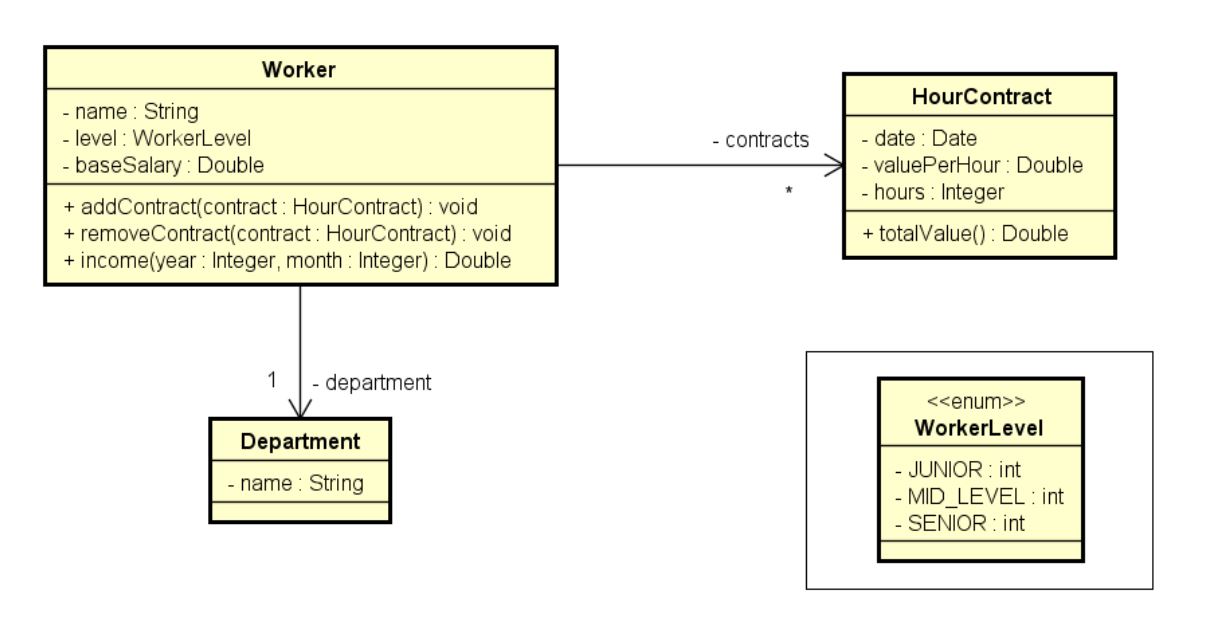 Worker
- name : String
- level : WorkerLevel
- baseSalary : Double
+ addContract(contract : HourContract) : void
+ removeContract(contract : HourContract) : void
+ income(year : Integer, month : Integer) : Double
- contracts
*
HourContract
- date : Date
- valuePerHour : Double
- hours : Integer
+ totalValue() : Double
1
- department
Department
- name : String
<<enum>>
WorkerLevel
- JUNIOR : int
- MID_LEVEL : int
- SENIOR : int